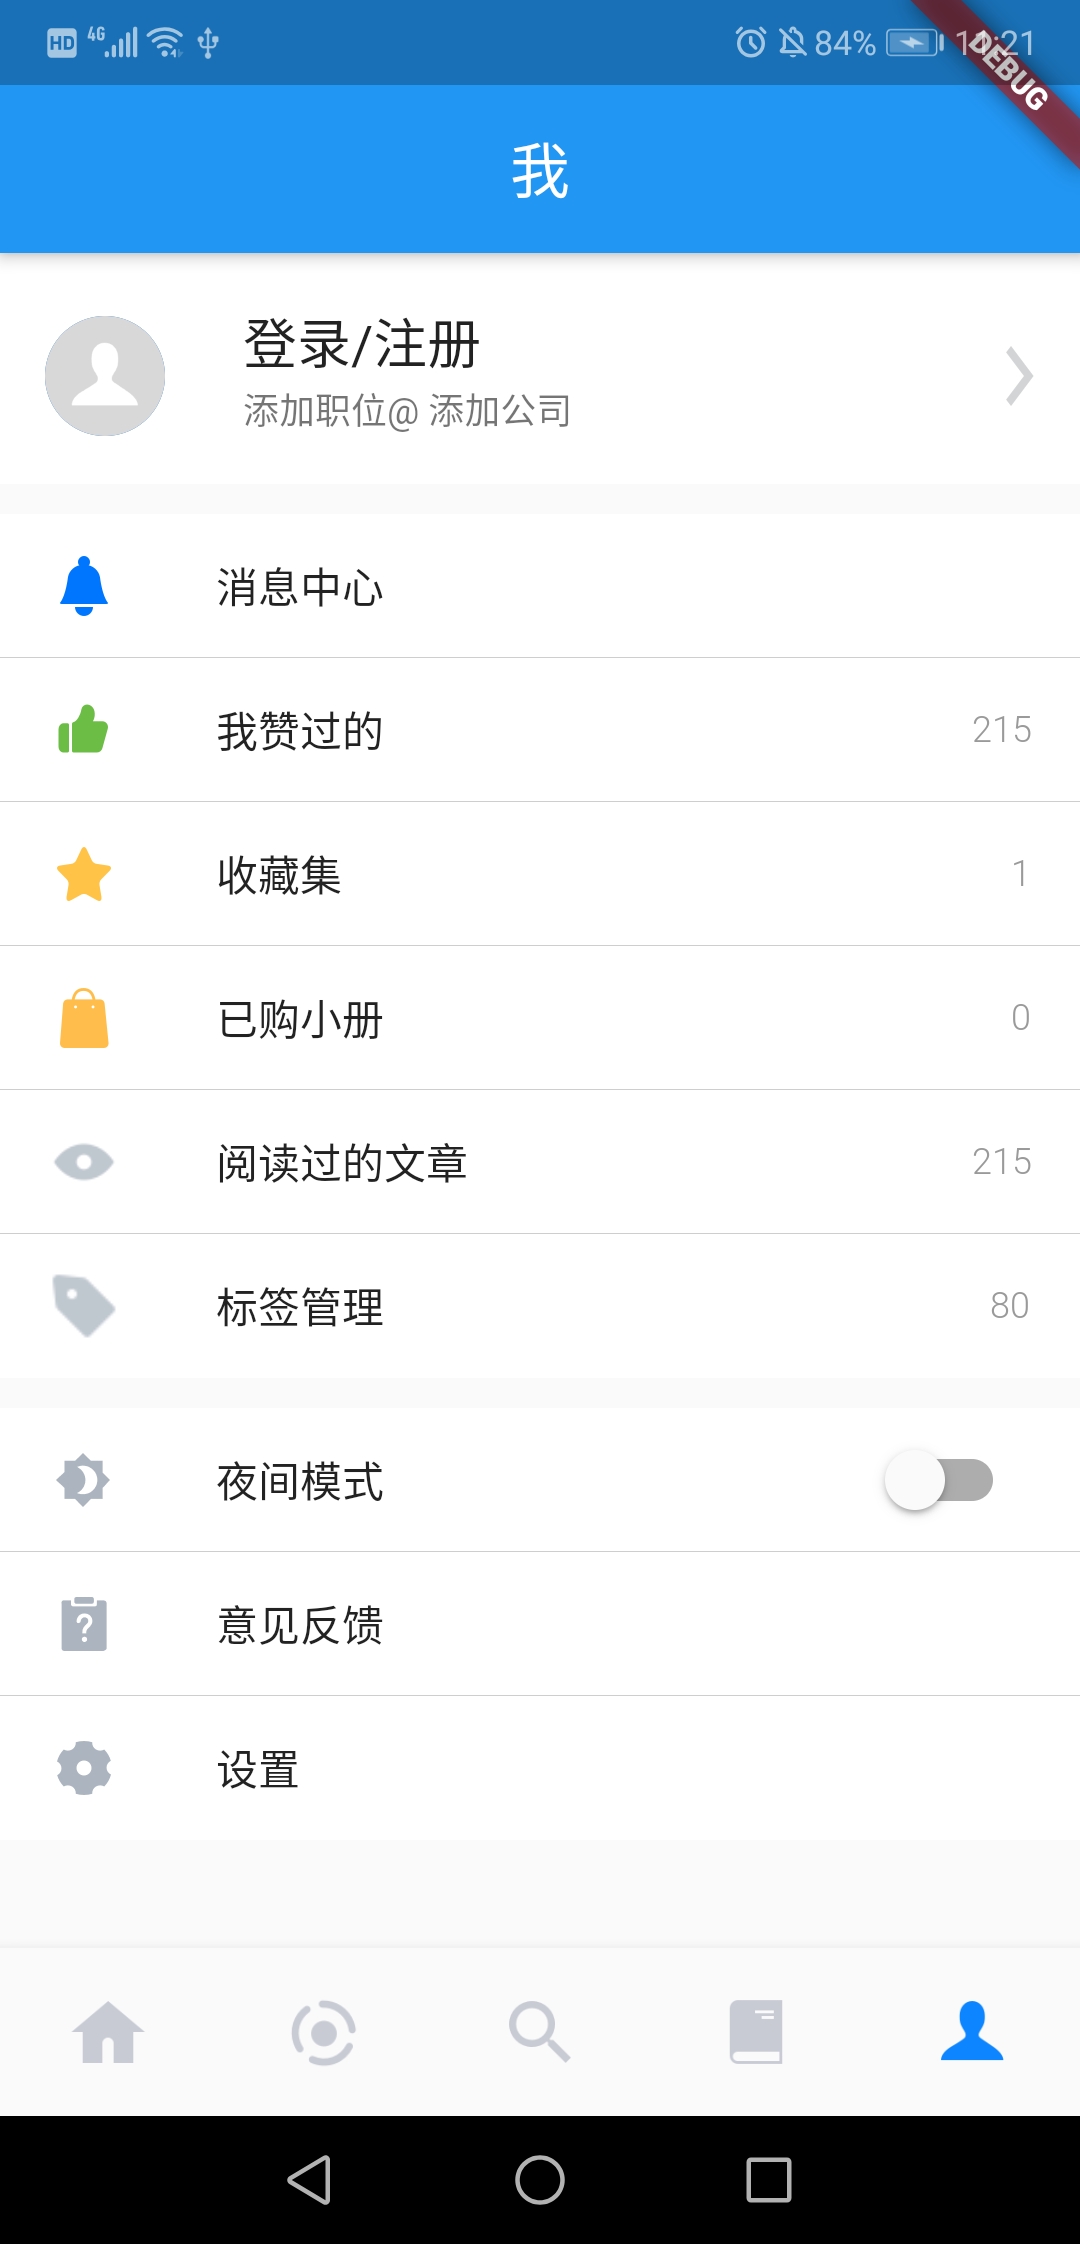 HD 4G 84% 11:21
DEBUG
我
登录/注册
添加职位@ 添加公司
消息中心
我赞过的 215
收藏集 1
已购小册 0
阅读过的文章 215
标签管理 80
夜间模式
?
意见反馈
设置